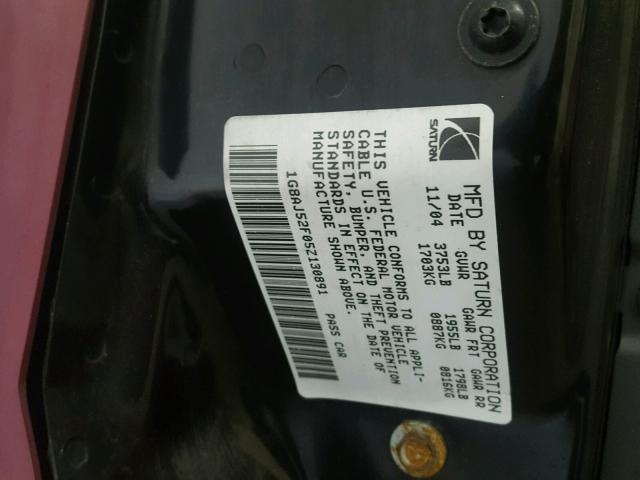 SATURN
MFD BY SATURN CORPORATION
DATE GVWR GAWR FRT GAWR RR
11/04 3753LB 1955LB 1798LB
1703KG 0887KG 0816KG
THIS VEHICLE CONFORMS TO ALL APPLI-
CABLE U.S. FEDERAL MOTOR VEHICLE
SAFETY, BUMPER, AND THEFT PREVENTION
STANDARDS IN EFFECT ON THE DATE OF
MANUFACTURE SHOWN ABOVE.
1G8AJ52F05Z130891 PASS CAR